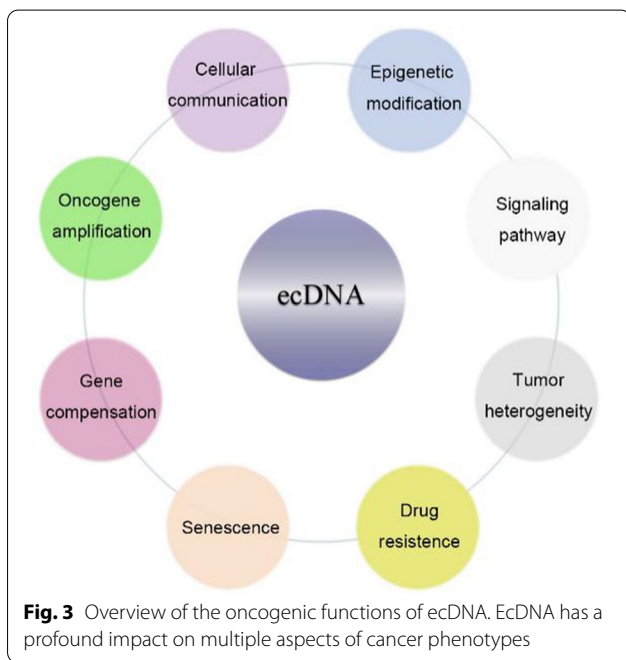 Cellular
communication
Epigenetic
modification
Oncogene
amplification
Signaling
pathway
ecDNA
Gene
compensation
Tumor
heterogeneity
Senescence
Drug
resistence
Fig. 3 Overview of the oncogenic functions of ecDNA. EcDNA has a
profound impact on multiple aspects of cancer phenotypes